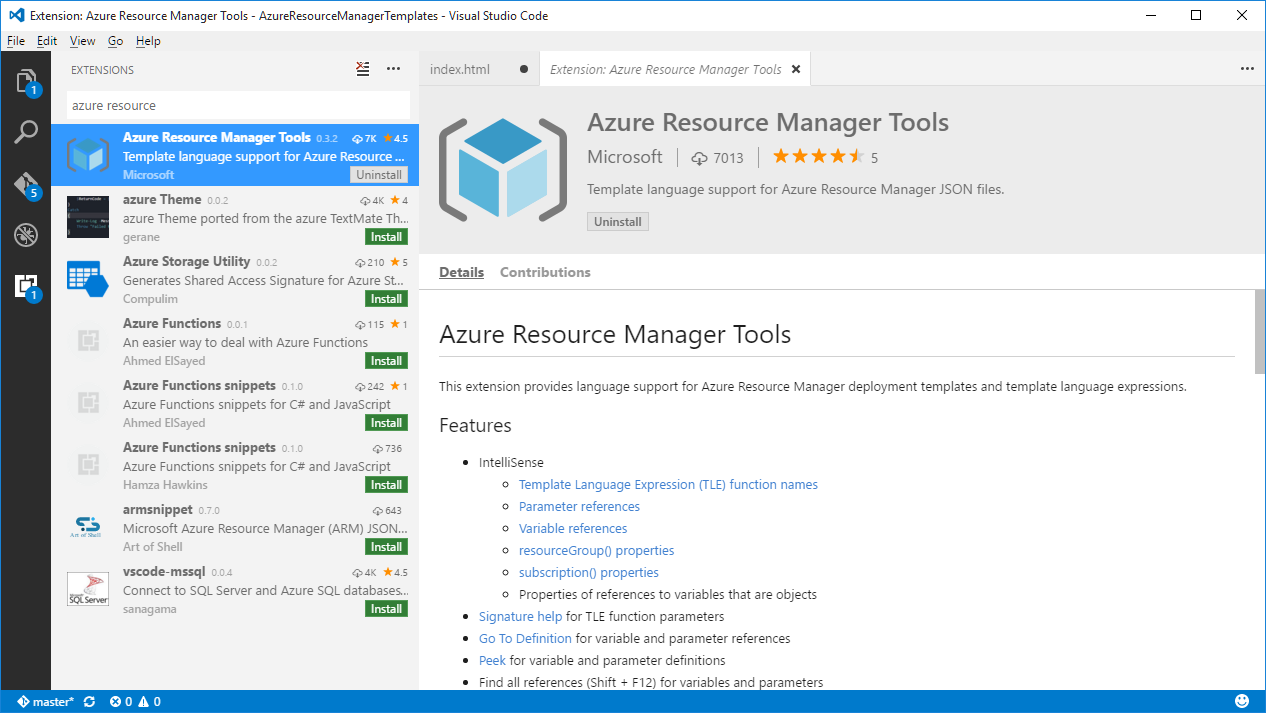 Extension: Azure Resource Manager Tools - AzureResourceManagerTemplates - Visual Studio Code
File Edit View Go Help
EXTENSIONS
azure resource
Azure Resource Manager Tools 0.3.2 7K 4.5
Template language support for Azure Resource ...
Microsoft Uninstall
azure Theme 0.0.2 4K 4
azure Theme ported from the azure TextMate Th...
gerane Install
Azure Storage Utility 0.0.2 210 5
Generates Shared Access Signature for Azure St...
Compulim Install
Azure Functions 0.0.1 115 1
An easier way to deal with Azure Functions
Ahmed ElSayed Install
Azure Functions snippets 0.1.0 242 1
Azure Functions snippets for C# and JavaScript
Ahmed ElSayed Install
Azure Functions snippets 0.1.0 736
Azure Functions snippets for C# and JavaScript
Hamza Hawkins Install
armsnippet 0.7.0 643
Microsoft Azure Resource Manager (ARM) JSON...
Art of Shell Install
Art of Shell
vscode-mssql 0.0.4 4K 4.5
Connect to SQL Server and Azure SQL databases...
sanagama Install
SQL Server
1
5
1
index.html Extension: Azure Resource Manager Tools
Azure Resource Manager Tools
Microsoft 7013 5
Template language support for Azure Resource Manager JSON files.
Uninstall
Details Contributions
Azure Resource Manager Tools
This extension provides language support for Azure Resource Manager deployment templates and template language expressions.
Features
IntelliSense
Template Language Expression (TLE) function names
Parameter references
Variable references
resourceGroup() properties
subscription() properties
Properties of references to variables that are objects
Signature help for TLE function parameters
Go To Definition for variable and parameter references
Peek for variable and parameter definitions
Find all references (Shift + F12) for variables and parameters
master* 0 0